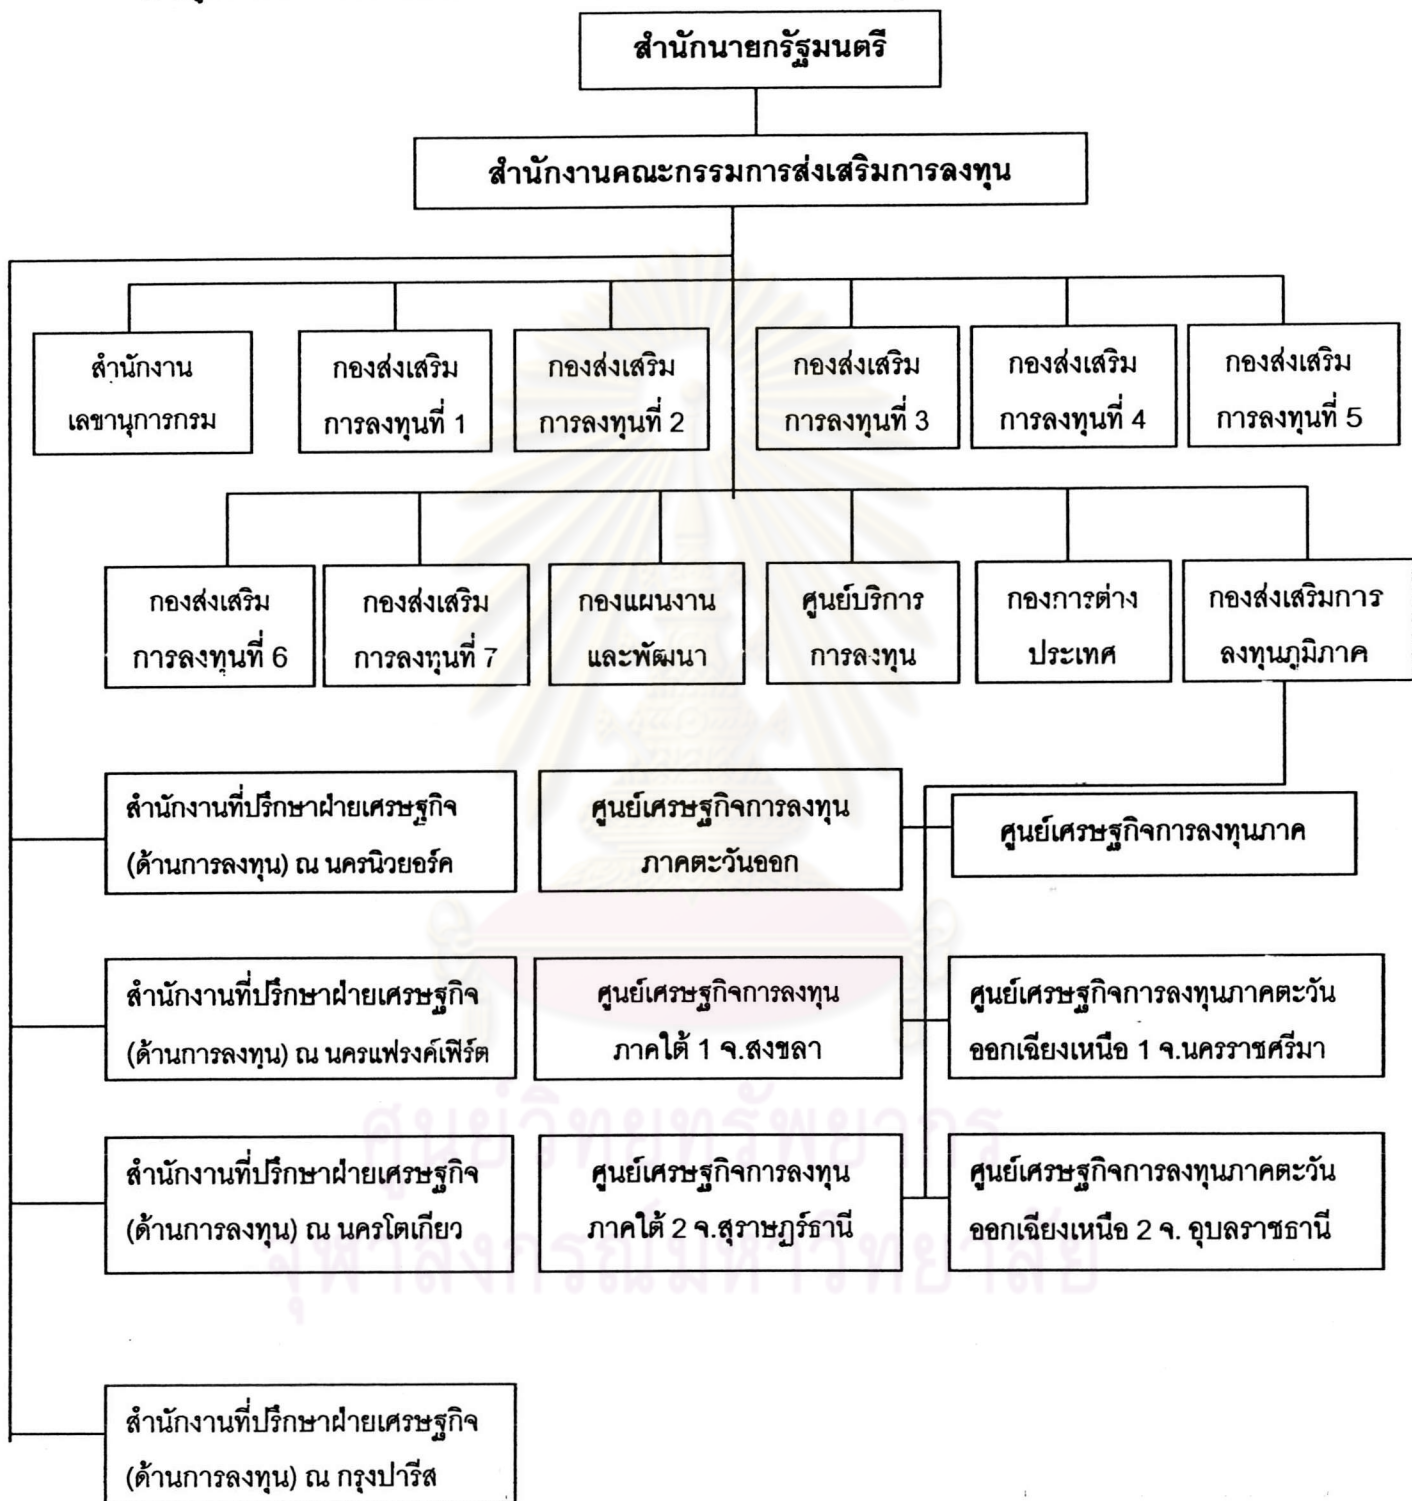 สำนักนายกรัฐมนตรี
สำนักงานคณะกรรมการส่งเสริมการลงทุน
สำนักงาน
เลขานุการกรม
กองส่งเสริม
การลงทุนที่ 1
กองส่งเสริม
การลงทุนที่ 2
กองส่งเสริม
การลงทุนที่ 3
กองส่งเสริม
การลงทุนที่ 4
กองส่งเสริม
การลงทุนที่ 5
กองส่งเสริม
การลงทุนที่ 6
กองส่งเสริม
การลงทุนที่ 7
กองแผนงาน
และพัฒนา
ศูนย์บริการ
การลงทุน
กองการต่าง
ประเทศ
กองส่งเสริมการ
ลงทุนภูมิภาค
สำนักงานที่ปรึกษาฝ่ายเศรษฐกิจ
(ด้านการลงทุน) ณ นครนิวยอร์ค
ศูนย์เศรษฐกิจการลงทุน
ภาคตะวันออก
ศูนย์เศรษฐกิจการลงทุนภาค
สำนักงานที่ปรึกษาฝ่ายเศรษฐกิจ
(ด้านการลงทุน) ณ นครแฟรงค์เฟิร์ต
ศูนย์เศรษฐกิจการลงทุน
ภาคใต้ 1 จ.สงขลา
ศูนย์เศรษฐกิจการลงทุนภาคตะวัน
ออกเฉียงเหนือ 1 จ.นครราชศรีมา
สำนักงานที่ปรึกษาฝ่ายเศรษฐกิจ
(ด้านการลงทุน) ณ นครโตเกียว
ศูนย์เศรษฐกิจการลงทุน
ภาคใต้ 2 จ.สุราษฎร์ธานี
ศูนย์เศรษฐกิจการลงทุนภาคตะวัน
ออกเฉียงเหนือ 2 จ. อุบลราชธานี
ศูนย์วิทยทรัพยากร
จุฬาลงกรณ์มหาวิทยาลัย
สำนักงานที่ปรึกษาฝ่ายเศรษฐกิจ
(ด้านการลงทุน) ณ กรุงปารีส